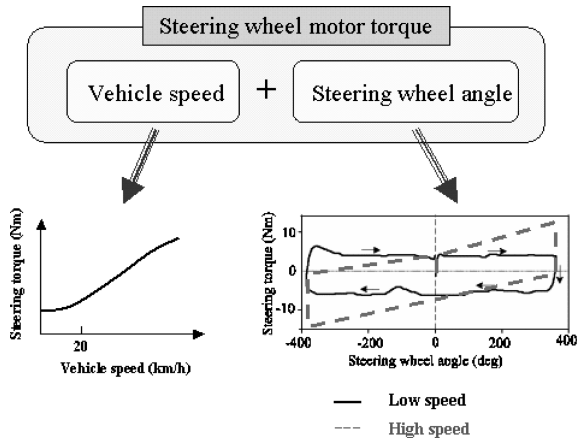 Steering wheel motor torque
Vehicle speed + Steering wheel angle
Steering torque (Nm)
20
Vehicle speed (km/h)
Steering torque (Nm)
10
0
-10
-400 -200 0 200 400
Steering wheel angle (deg)
Low speed
High speed